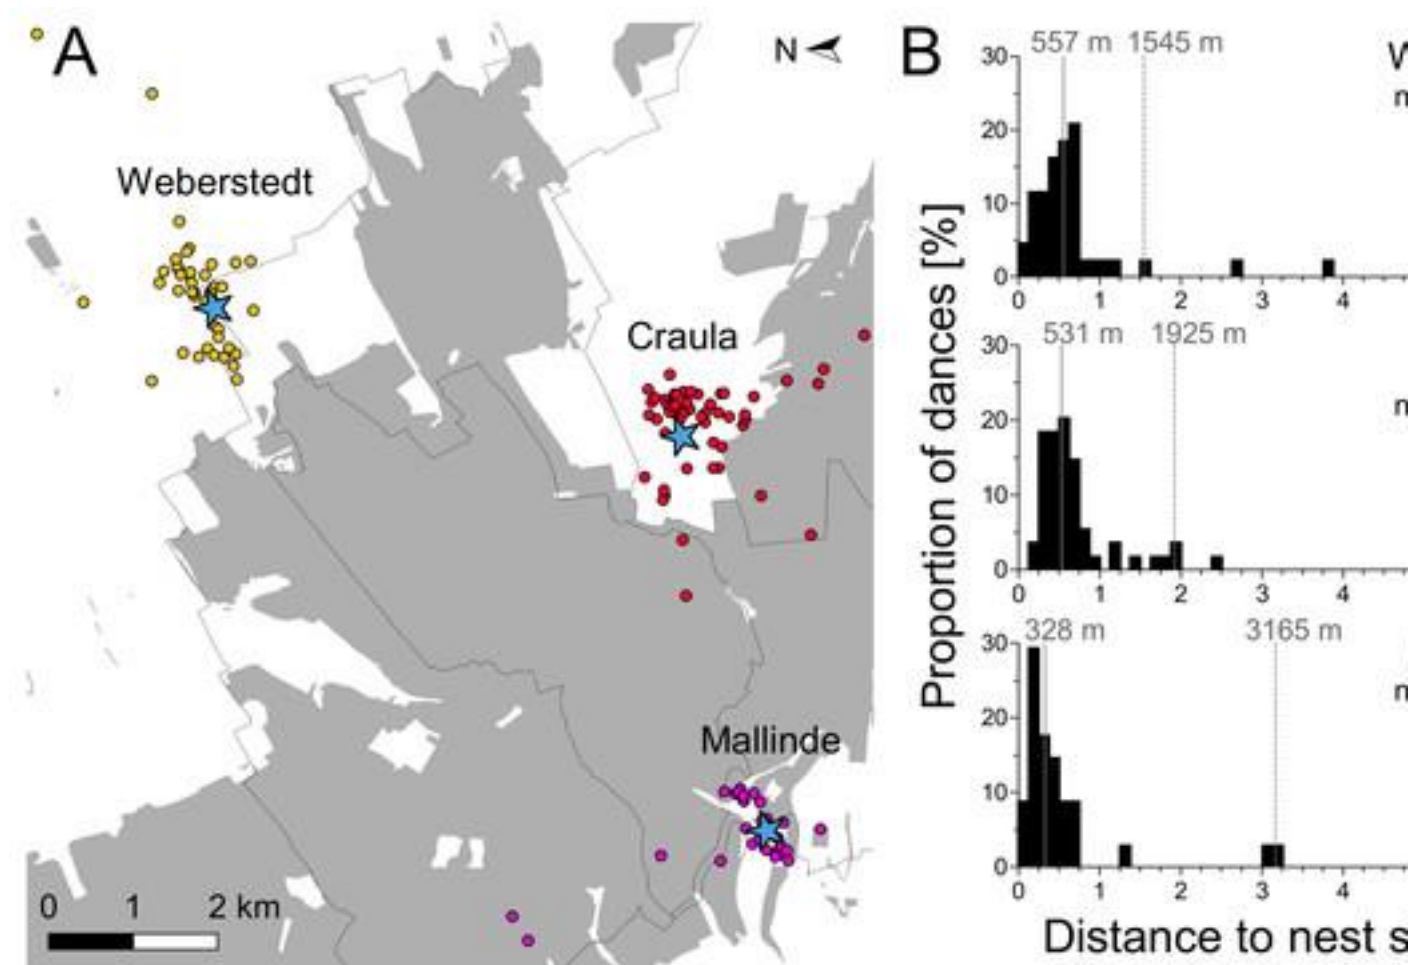 A
N
Weberstedt
Craula
Mallinde
0 1 2 km
B
Proportion of dances [%]
557 m 1545 m
30
20
10
0
0 1 2 3 4
531 m 1925 m
30
20
10
0
0 1 2 3 4
328 m 3165 m
30
20
10
0
0 1 2 3 4
Distance to nest s